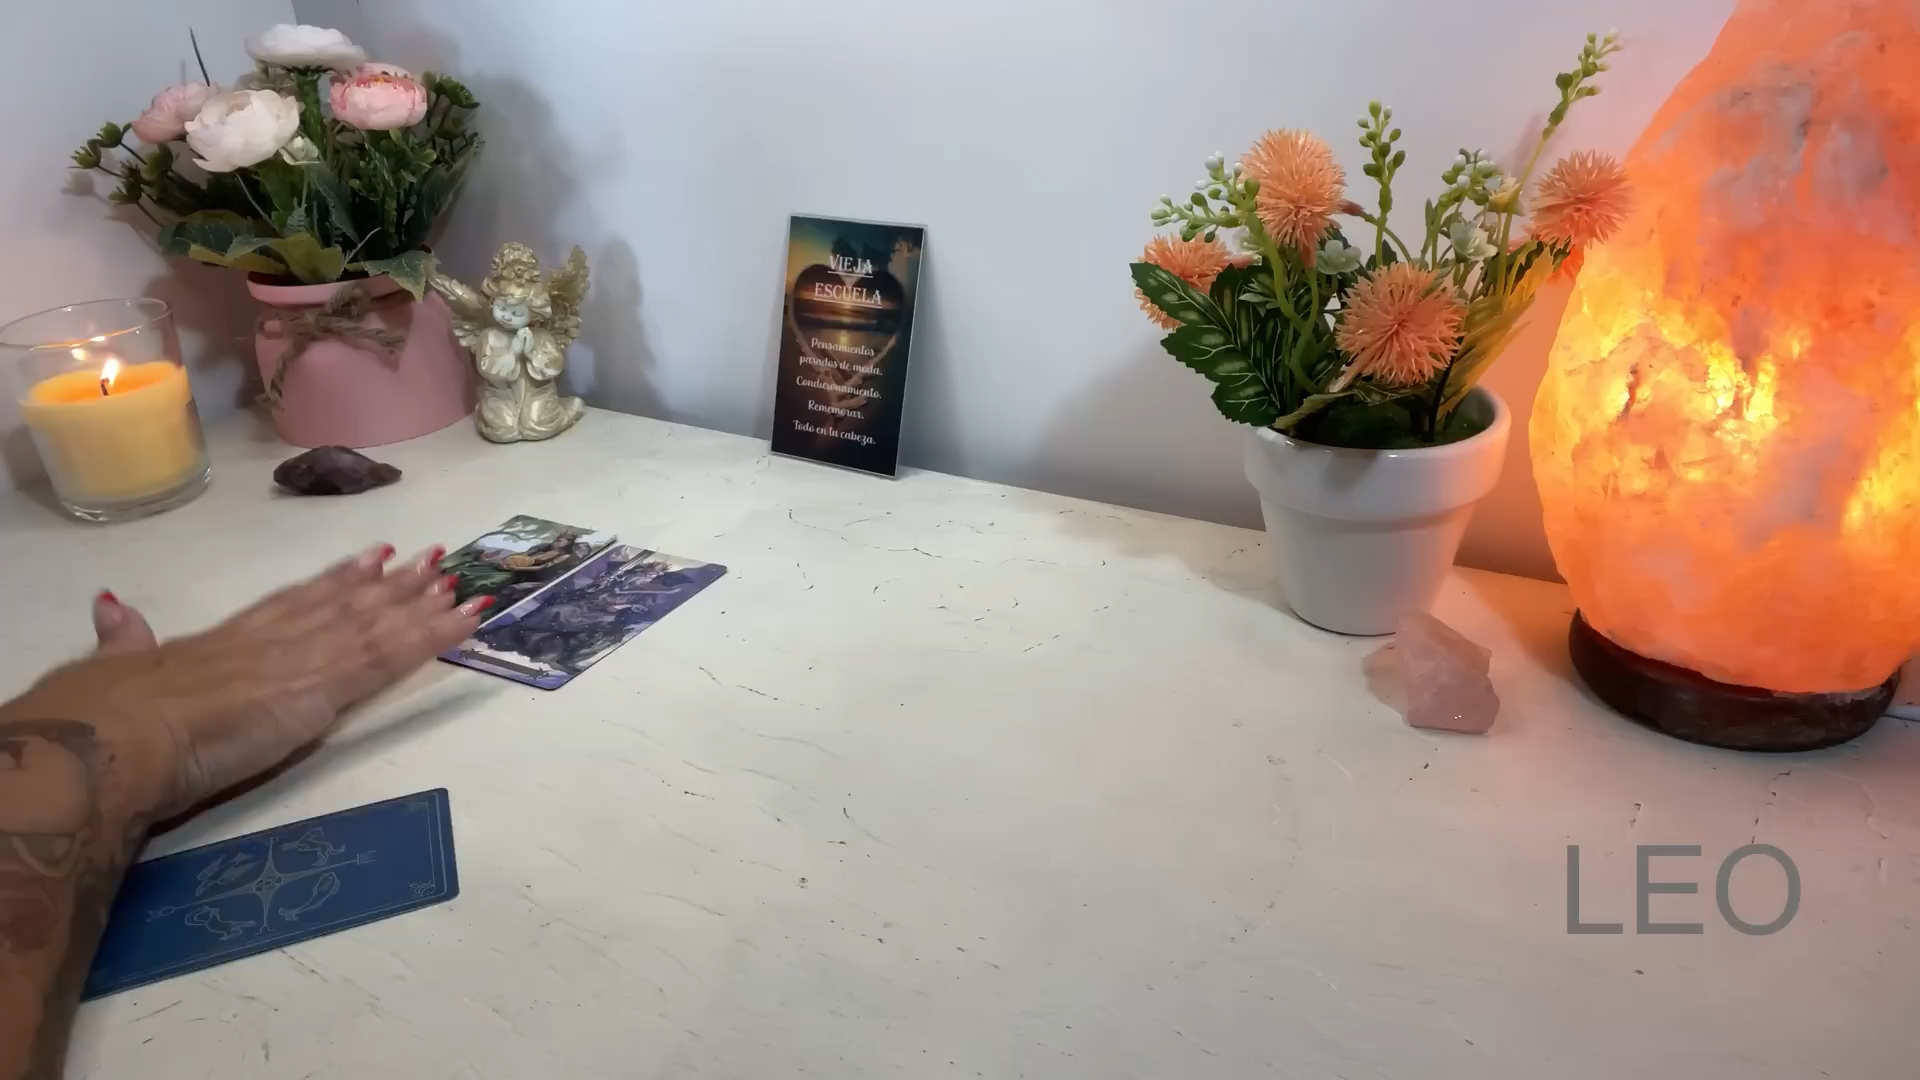 VIEJA
ESCUELA
Pensamientos
pasados de moda.
Condicionamiento.
Rememorar.
Todo en tu cabeza.
LEO